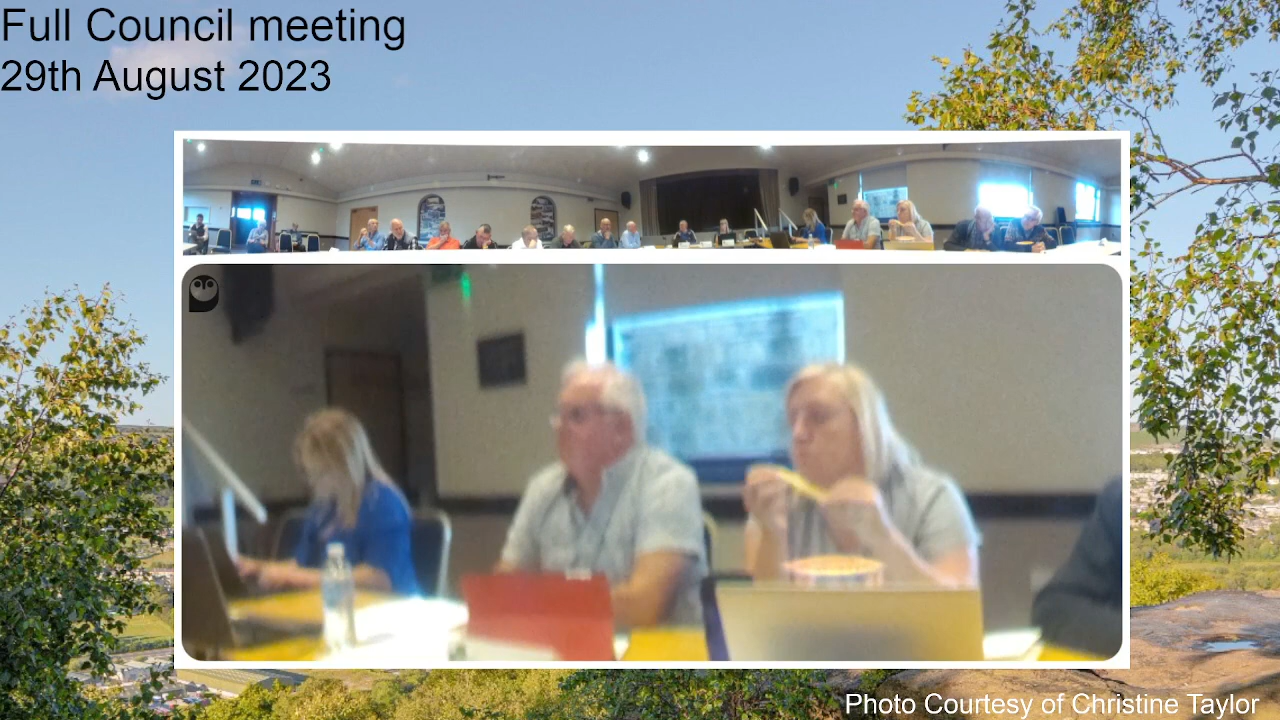 Full Council meeting
29th August 2023
Photo Courtesy of Christine Taylor